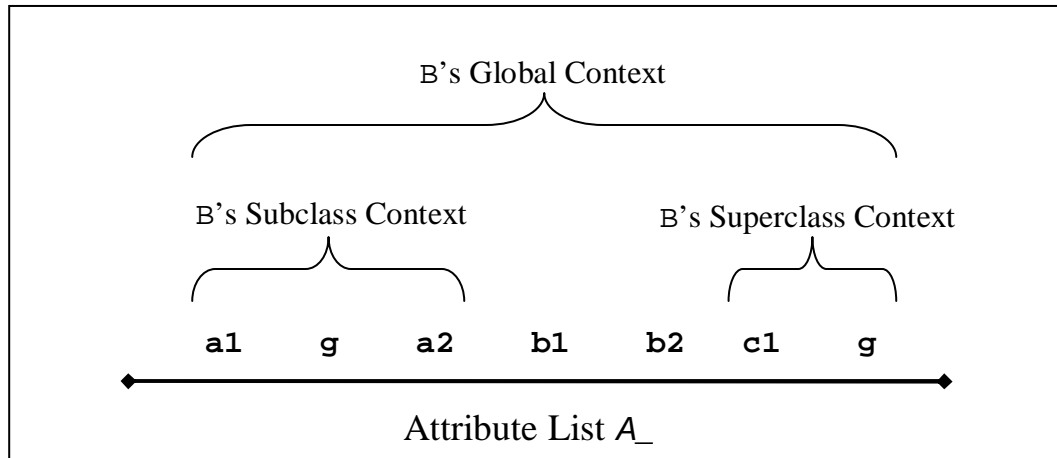 B’s Global Context
B’s Subclass Context B’s Superclass Context
a1 g a2 b1 b2 c1 g
Attribute List A_